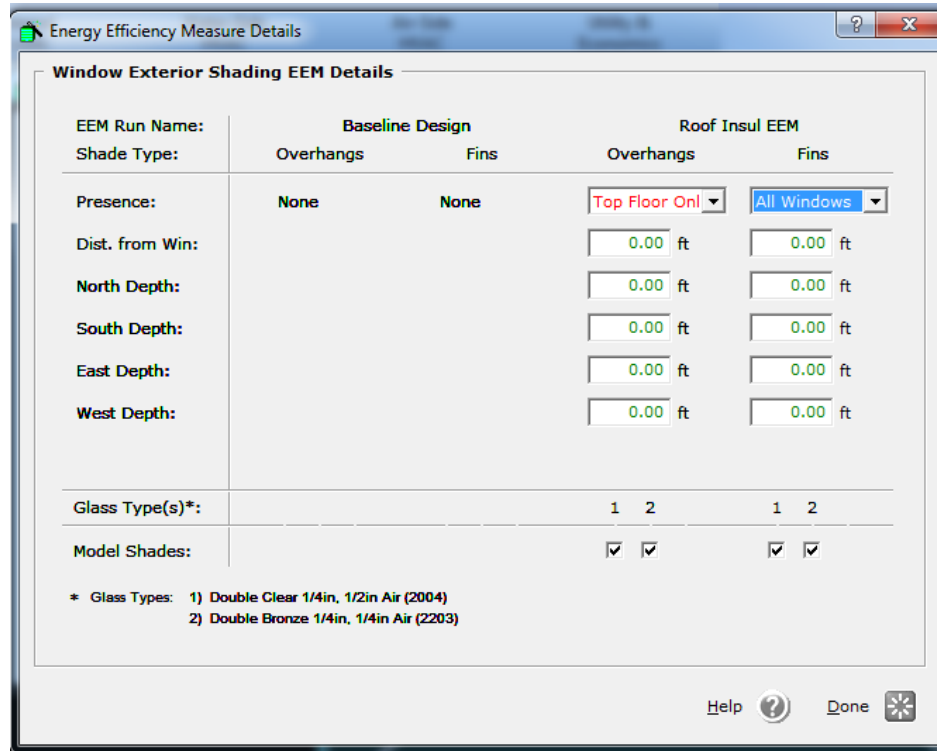 Energy Efficiency Measure Details
Window Exterior Shading EEM Details
EEM Run Name: Baseline Design Roof Insul EEM
Shade Type: Overhangs Fins Overhangs Fins
Presence: None None Top Floor Onl All Windows
Dist. from Win: 0.00 ft 0.00 ft
North Depth: 0.00 ft 0.00 ft
South Depth: 0.00 ft 0.00 ft
East Depth: 0.00 ft 0.00 ft
West Depth: 0.00 ft 0.00 ft
Glass Type(s)*: 1 2 1 2
Model Shades:
* Glass Types: 1) Double Clear 1/4in, 1/2in Air (2004)
2) Double Bronze 1/4in, 1/4in Air (2203)
Help ? Done